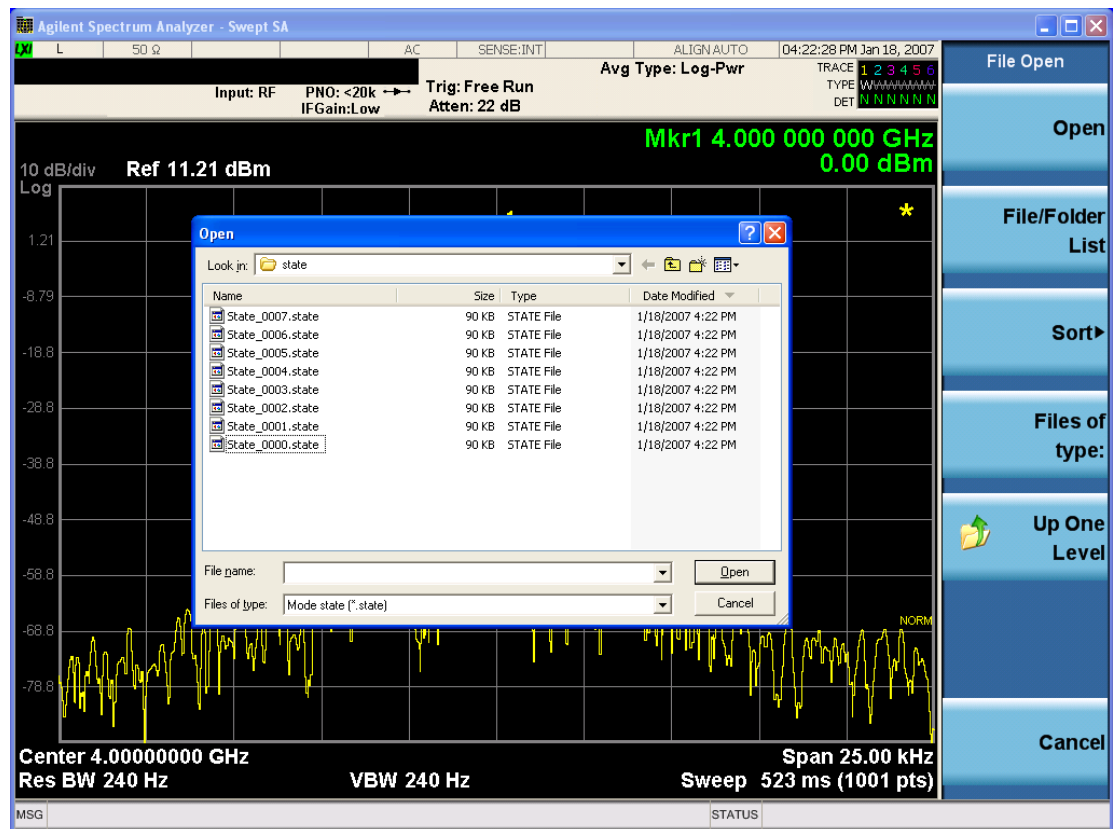 Agilent Spectrum Analyzer - Swept SA
LXI L 50 Ω AC SENSE:INT ALIGN AUTO 04:22:28 PM Jan 18, 2007
Input: RF PNO: <20k IFGain:Low
Trig: Free Run
Atten: 22 dB
Avg Type: Log-Pwr
TRACE 1 2 3 4 5 6
TYPE WWWWWW
DET N N N N N N
Mkr1 4.000 000 000 GHz
0.00 dBm
10 dB/div Ref 11.21 dBm
Log
1.21
-8.79
-18.8
-28.8
-38.8
-48.8
-58.8
-68.8
-78.8
*
Open
Look in: state
Name Size Type Date Modified
State_0007.state 90 KB STATE File 1/18/2007 4:22 PM
State_0006.state 90 KB STATE File 1/18/2007 4:22 PM
State_0005.state 90 KB STATE File 1/18/2007 4:22 PM
State_0004.state 90 KB STATE File 1/18/2007 4:22 PM
State_0003.state 90 KB STATE File 1/18/2007 4:22 PM
State_0002.state 90 KB STATE File 1/18/2007 4:22 PM
State_0001.state 90 KB STATE File 1/18/2007 4:22 PM
State_0000.state 90 KB STATE File 1/18/2007 4:22 PM
File name: Open
Files of type: Mode state (*.state) Cancel
NORM
Center 4.00000000 GHz Span 25.00 kHz
Res BW 240 Hz VBW 240 Hz Sweep 523 ms (1001 pts)
MSG STATUS
File Open
Open
File/Folder
List
Sort
Files of
type:
Up One
Level
Cancel